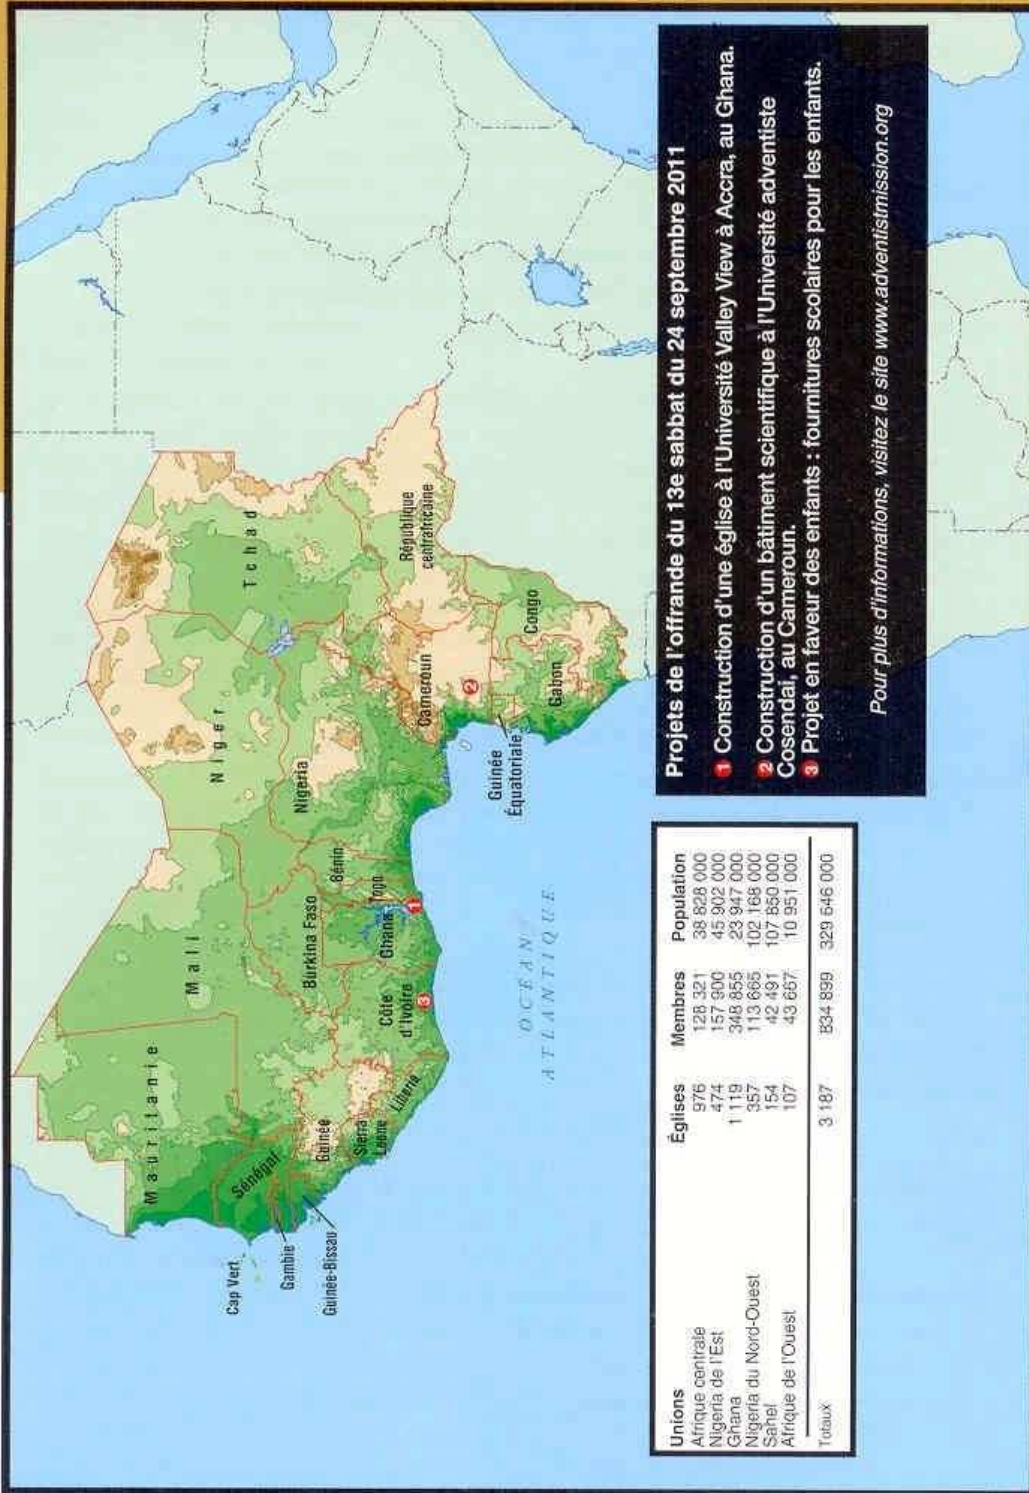 Mauritanie
Mali
Niger
Tchad
Cap Vert
Sénégal
Gambie
Guinée-Bissau
Guinée
Sierra
Leone
Liberia
Côte
d'Ivoire
Burkina Faso
Ghana
Togo
Bénin
Nigeria
Cameroun
République
centrafricaine
Guinée
Équatoriale
Gabon
Congo
1
2
3
OCÉAN
ATLANTIQUE
Unions Églises Membres Population
Afrique centrale 976 128 321 38 828 000
Nigeria de l'Est 474 157 900 45 902 000
Ghana 1 119 348 855 23 947 000
Nigeria du Nord-Ouest 357 113 665 102 168 000
Sahel 154 42 491 107 850 000
Afrique de l'Ouest 107 43 667 10 951 000
Totaux 3 187 834 899 329 646 000
Projets de l'offrande du 13e sabbat du 24 septembre 2011
1 Construction d'une église à l'Université Valley View à Accra, au Ghana.
2 Construction d'un bâtiment scientifique à l'Université adventiste
Cosendai, au Cameroun.
3 Projet en faveur des enfants : fournitures scolaires pour les enfants.
Pour plus d'informations, visitez le site www.adventistmission.org